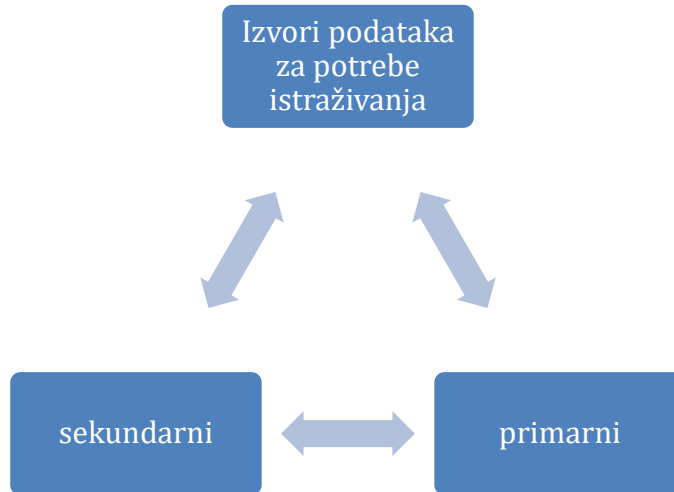 Izvori podataka
za potrebe
istraživanja
sekundarni
primarni